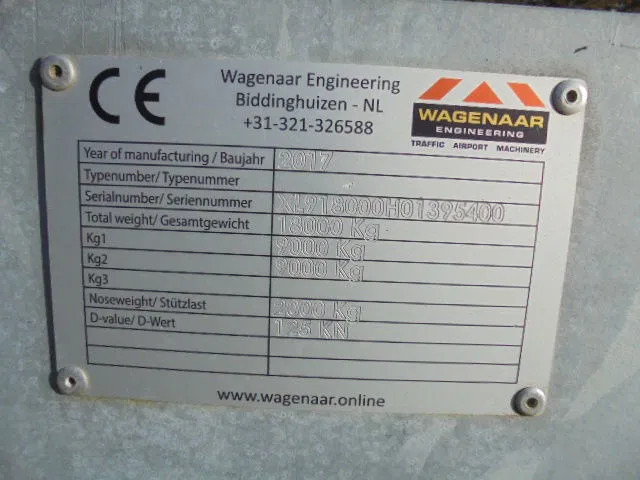 CE
Wagenaar Engineering
Biddinghuizen - NL
+31-321-326588
WAGENAAR
ENGINEERING
TRAFFIC AIRPORT MACHINERY
Year of manufacturing / Baujahr 2017
Typenumber/ Typenummer
Serialnumber/ Seriennummer XL918000H01395400
Total weight/ Gesamtgewicht 18000 Kg
Kg1 9000 Kg
Kg2 9000 Kg
Kg3
Noseweight/ Stützlast 2000 Kg
D-value/ D-Wert 125 KN
www.wagenaar.online